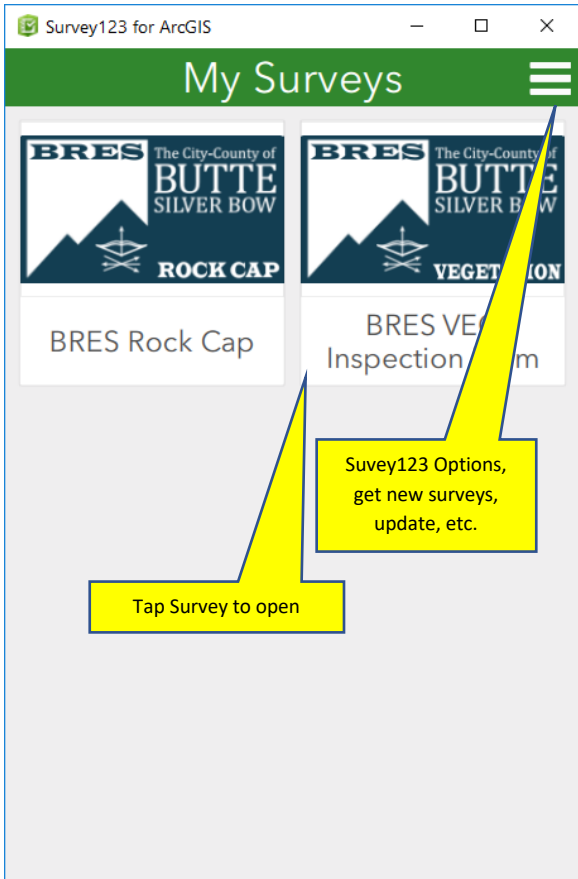 Survey123 for ArcGIS
My Surveys
BRES
The City-County of
BUTTE
SILVER BOW
ROCK CAP
BRES
The City-County of
BUTTE
SILVER BOW
BRES Rock Cap
BRES
Inspection
Suvey123 Options,
get new surveys,
update, etc.
Tap Survey to open